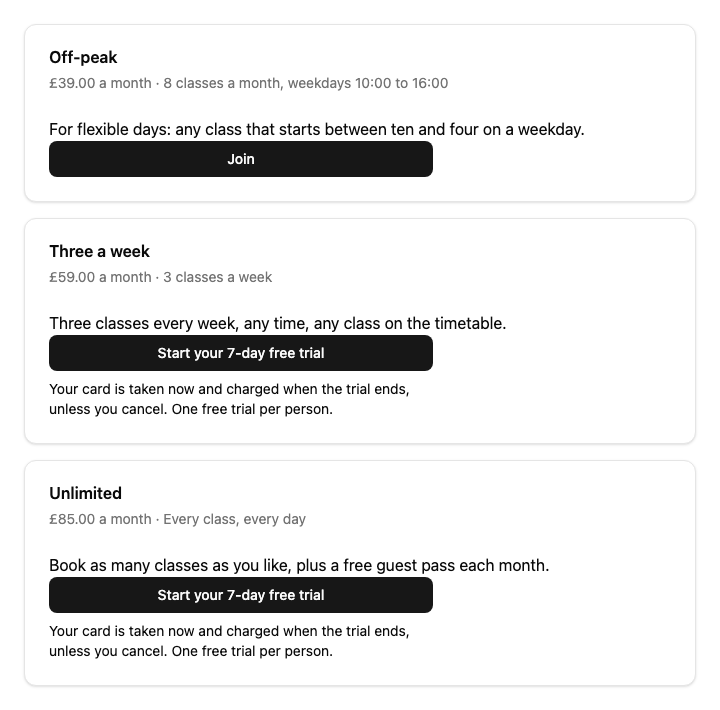 Off-peak
£39.00 a month · 8 classes a month, weekdays 10:00 to 16:00
For flexible days: any class that starts between ten and four on a weekday.
Join
Three a week
£59.00 a month · 3 classes a week
Three classes every week, any time, any class on the timetable.
Start your 7-day free trial
Your card is taken now and charged when the trial ends,
unless you cancel. One free trial per person.
Unlimited
£85.00 a month · Every class, every day
Book as many classes as you like, plus a free guest pass each month.
Start your 7-day free trial
Your card is taken now and charged when the trial ends,
unless you cancel. One free trial per person.